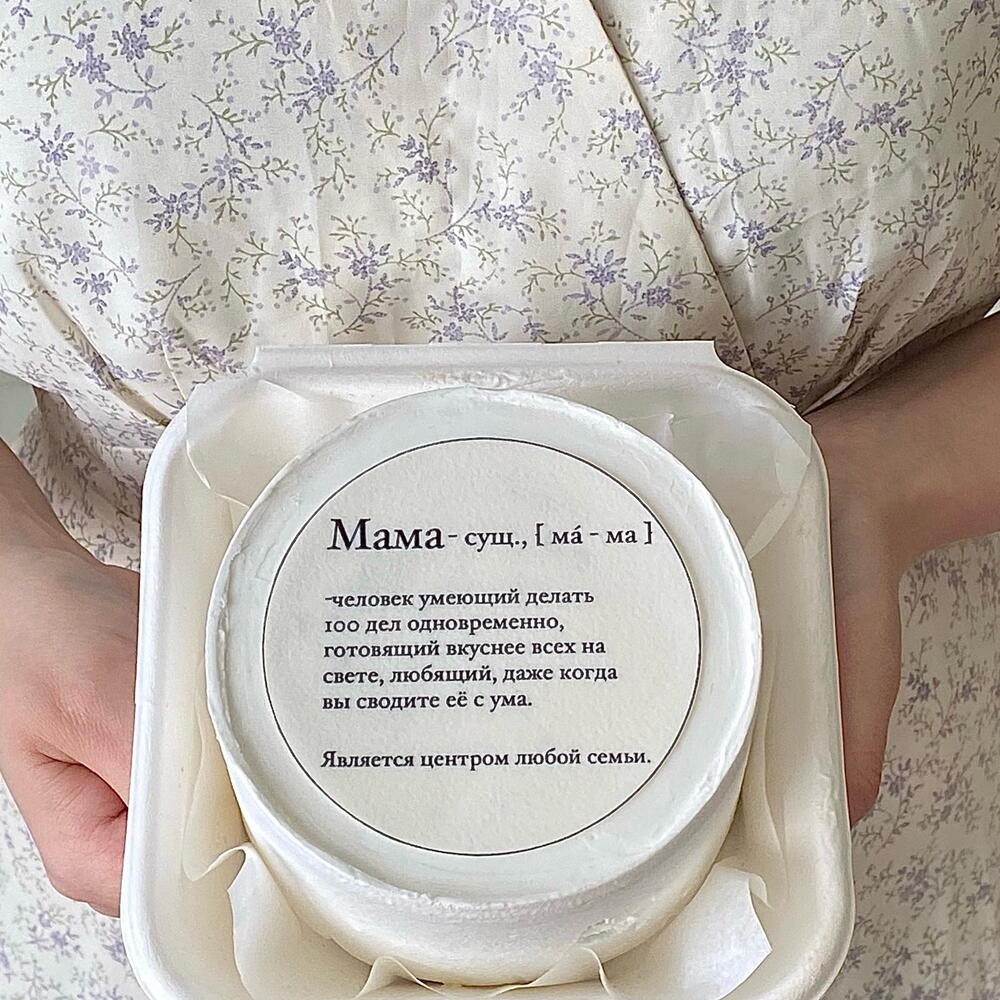 Мама - сущ., [ мá - ма ]
-человек умеющий делать
100 дел одновременно,
готовящий вкуснее всех на
свете, любящий, даже когда
вы сводите её с ума.
Является центром любой семьи.